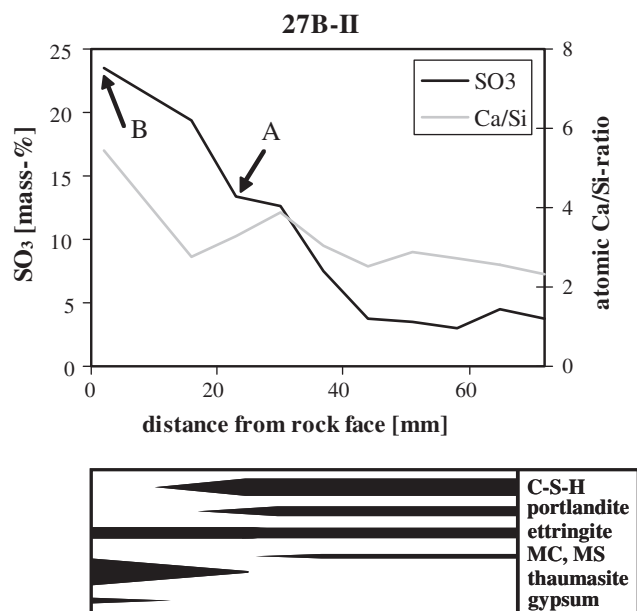 27B-II
25
20
15
10
5
0
8
6
4
2
0
SO3
Ca/Si
B
A
SO3 [mass-%]
atomic Ca/Si-ratio
0
20
40
60
distance from rock face [mm]
C-S-H
portlandite
ettringite
MC, MS
thaumasite
gypsum